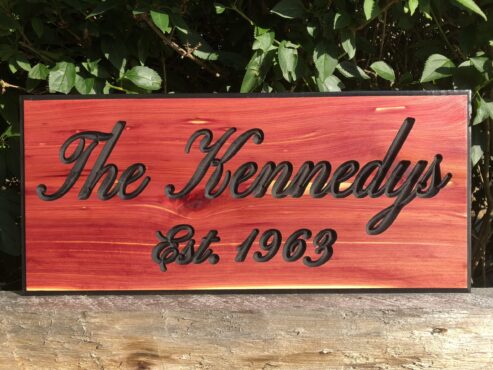 The Kennedys
Est. 1963